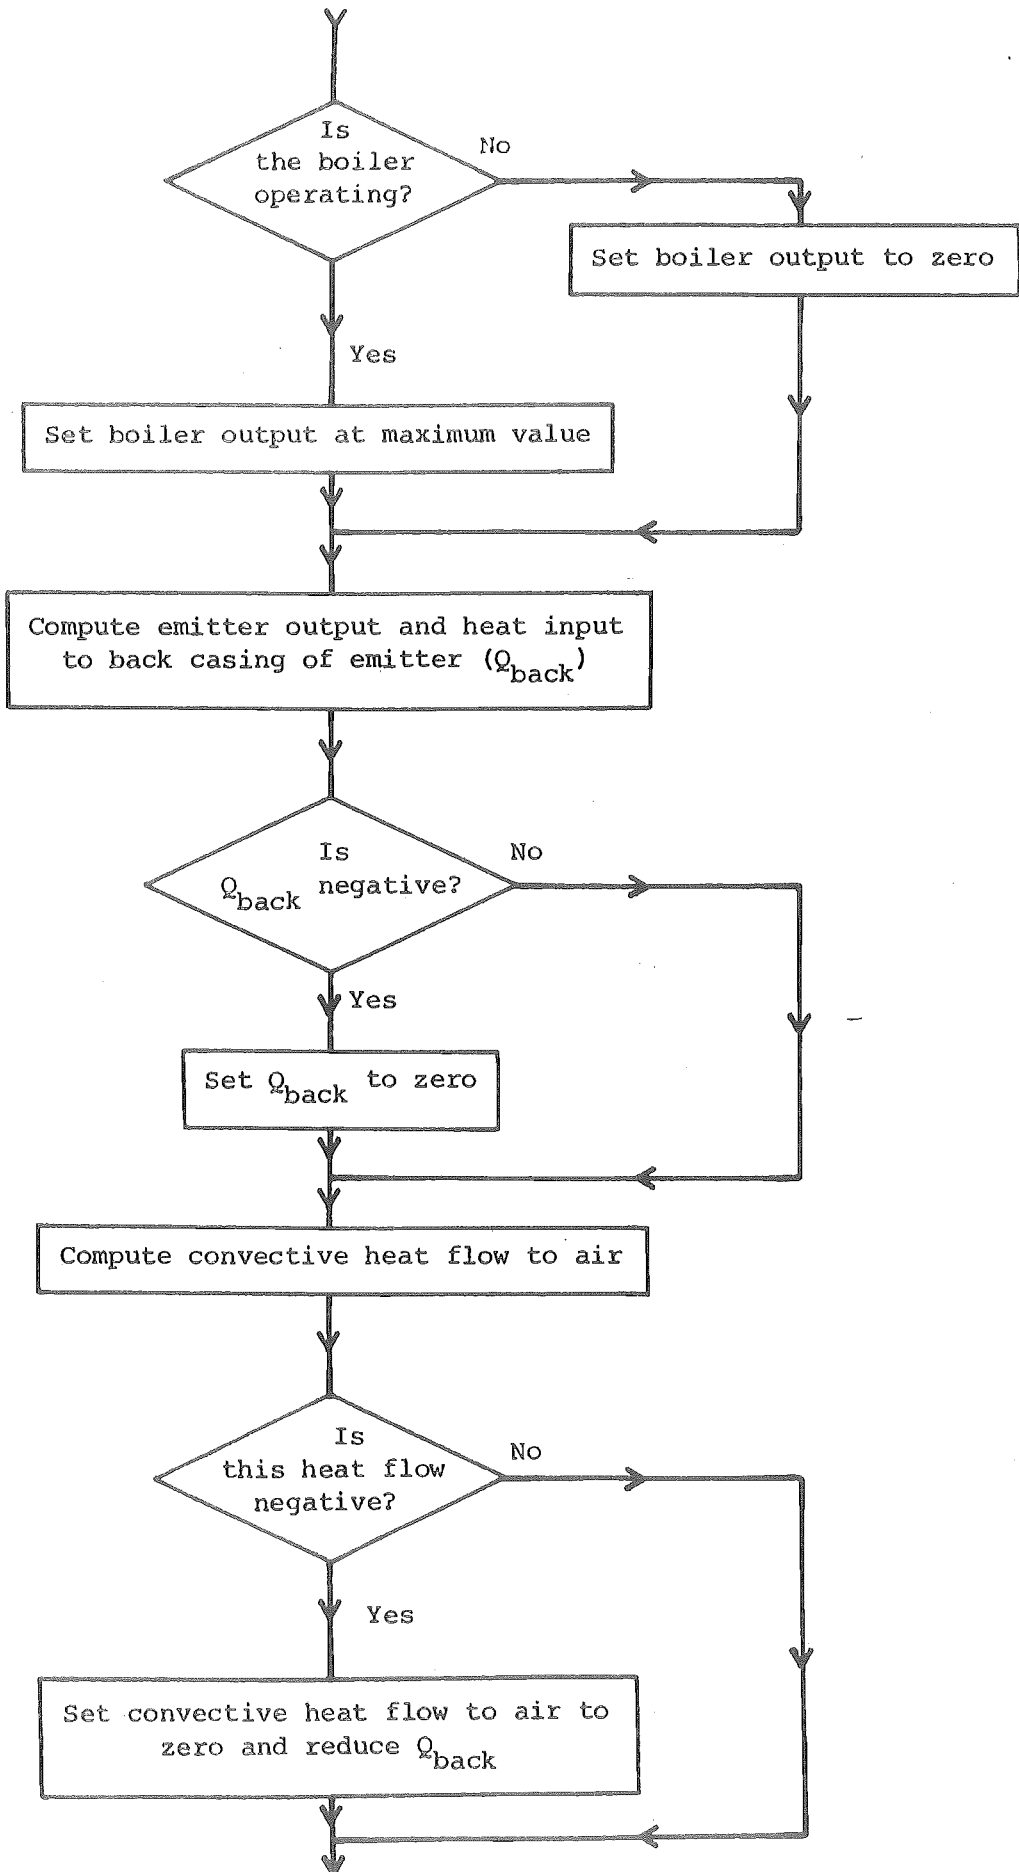 Is
the boiler
operating?
No
Set boiler output to zero
Yes
Set boiler output at maximum value
Compute emitter output and heat input
to back casing of emitter (Qback)
Is
Qback negative?
No
Yes
Set Qback to zero
Compute convective heat flow to air
Is
this heat flow
negative?
No
Yes
Set convective heat flow to air to
zero and reduce Qback